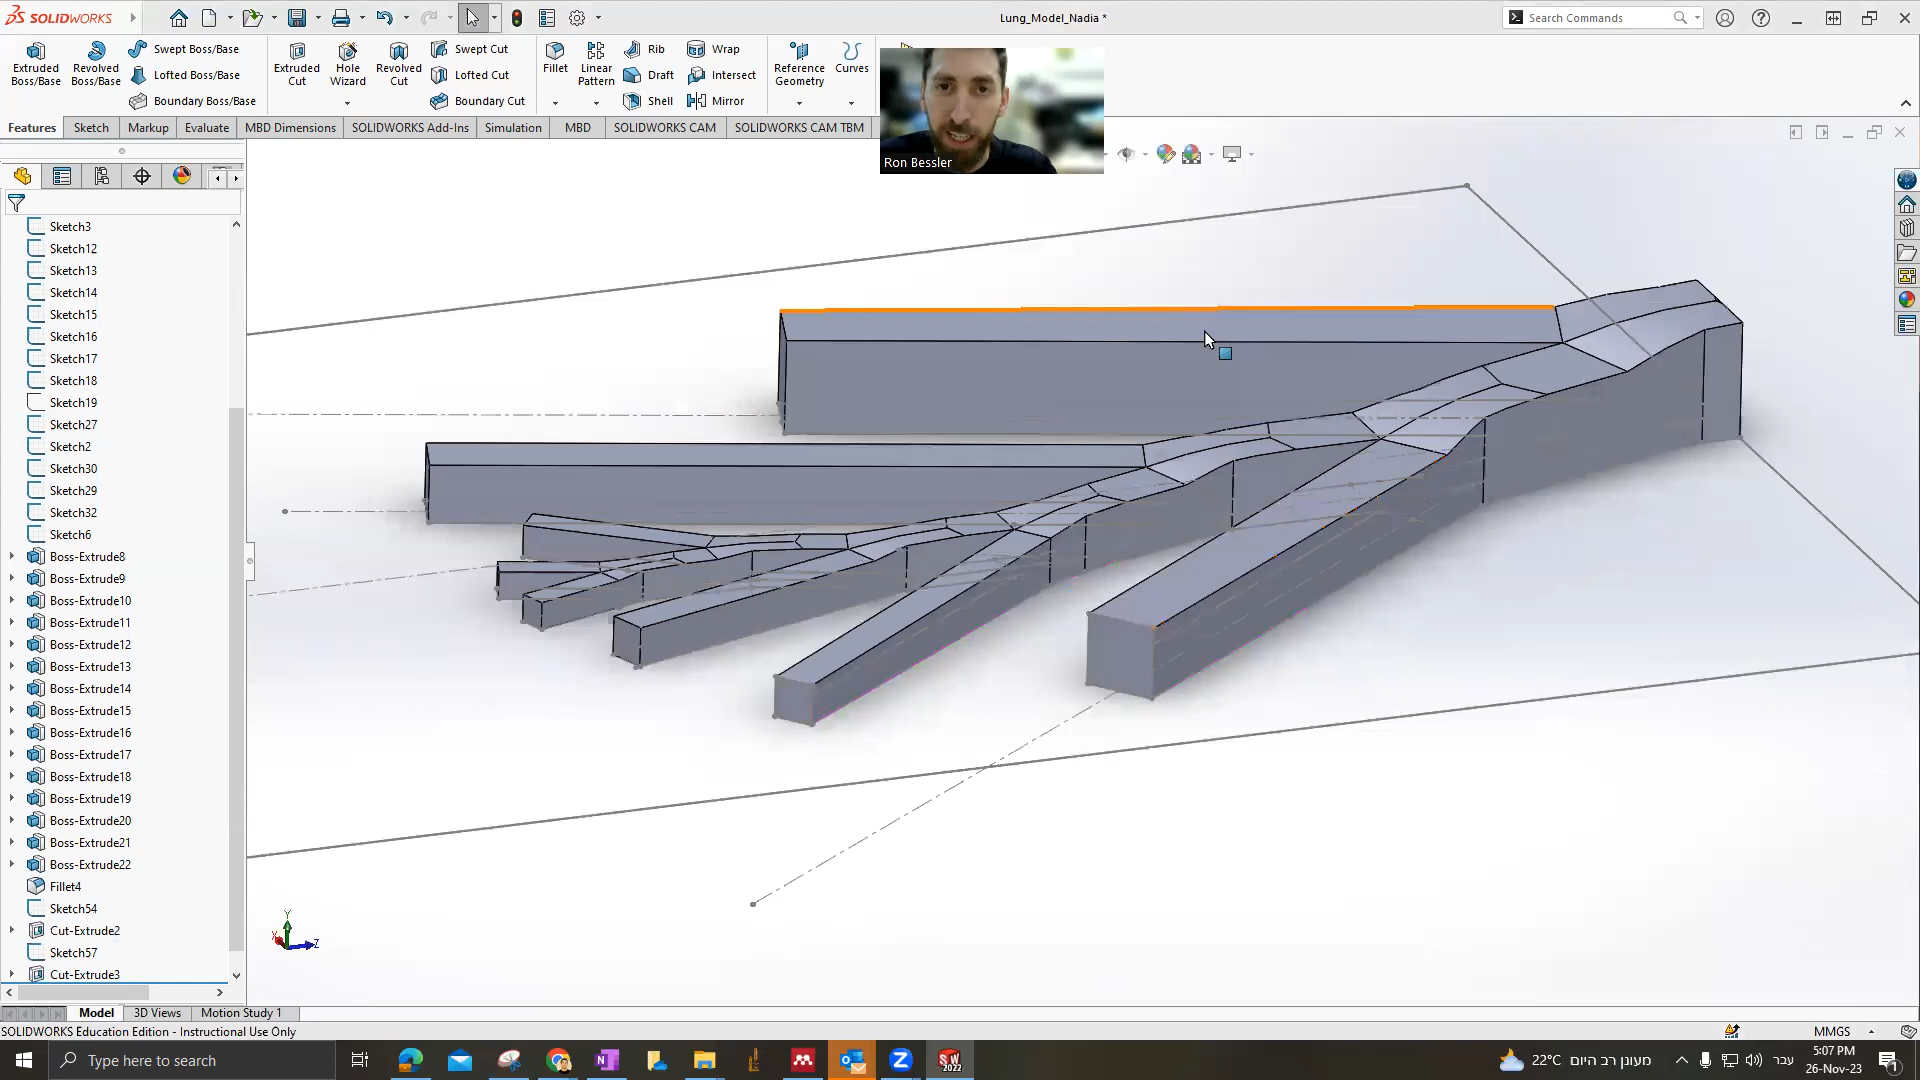 SOLIDWORKS
Lung_Model_Nadia *
Search Commands
Extruded Boss/Base
Revolved Boss/Base
Swept Boss/Base
Lofted Boss/Base
Boundary Boss/Base
Extruded Cut
Hole Wizard
Revolved Cut
Swept Cut
Lofted Cut
Boundary Cut
Fillet
Linear Pattern
Rib
Draft
Shell
Wrap
Intersect
Mirror
Reference Geometry
Curves
Ron Bessler
Features
Sketch
Markup
Evaluate
MBD Dimensions
SOLIDWORKS Add-Ins
Simulation
MBD
SOLIDWORKS CAM
SOLIDWORKS CAM TBM
Sketch3
Sketch12
Sketch13
Sketch14
Sketch15
Sketch16
Sketch17
Sketch18
Sketch19
Sketch27
Sketch2
Sketch30
Sketch29
Sketch32
Sketch6
Boss-Extrude8
Boss-Extrude9
Boss-Extrude10
Boss-Extrude11
Boss-Extrude12
Boss-Extrude13
Boss-Extrude14
Boss-Extrude15
Boss-Extrude16
Boss-Extrude17
Boss-Extrude18
Boss-Extrude19
Boss-Extrude20
Boss-Extrude21
Boss-Extrude22
Fillet4
Sketch54
Cut-Extrude2
Sketch57
Cut-Extrude3
Y
X
Z
Model
3D Views
Motion Study 1
SOLIDWORKS Education Edition - Instructional Use Only
MMGS
Type here to search
SW 2022
22°C מעונן רב היום
עבר
5:07 PM
26-Nov-23
1